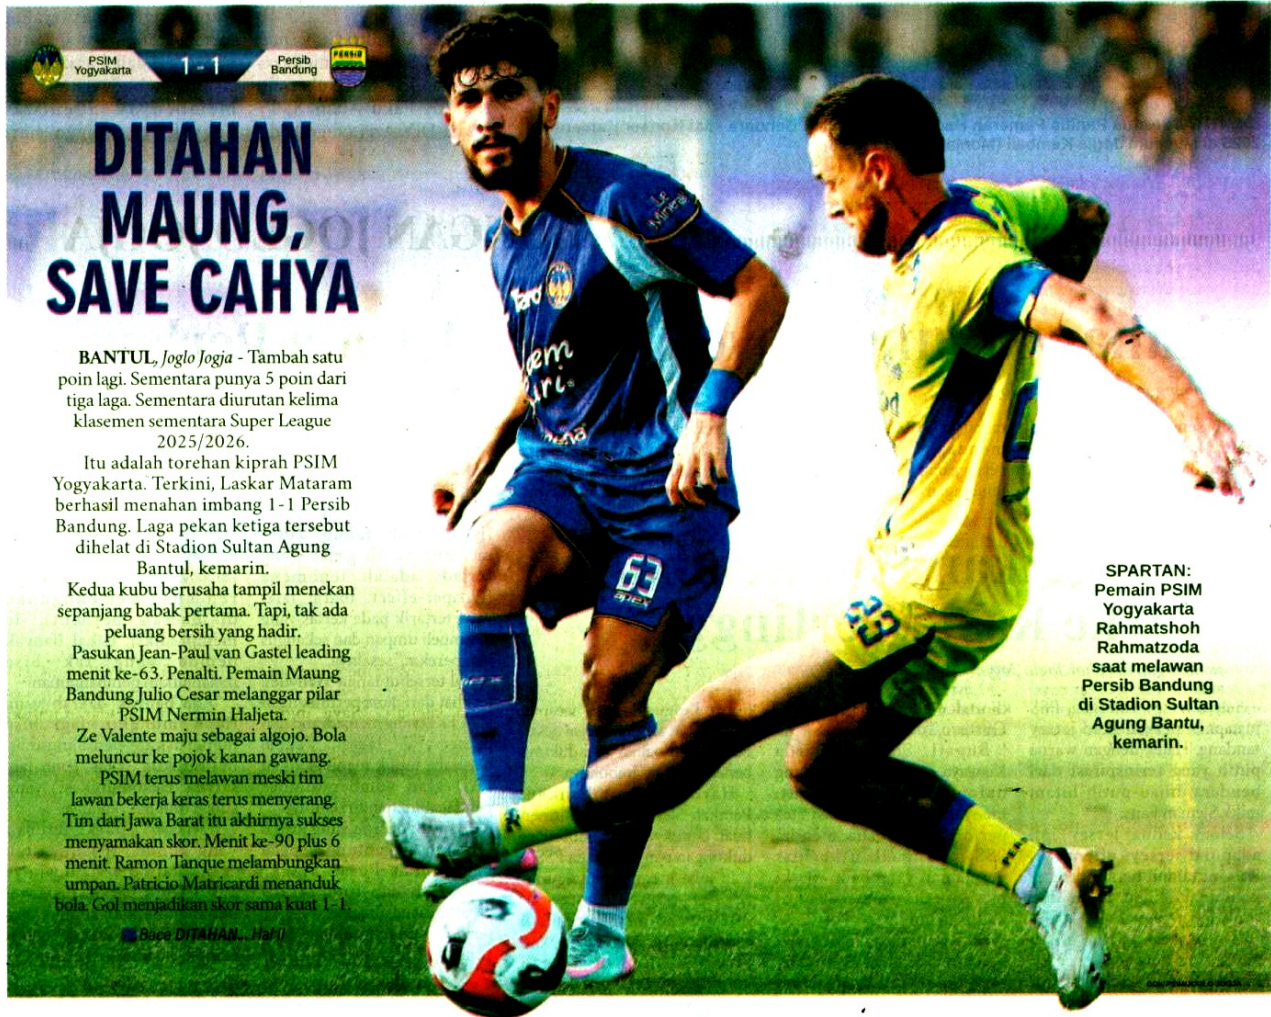 PSIM
Yogyakarta
1 - 1
Persib
Bandung
PERSIB
DITAHAN
MAUNG,
SAVE CAHYA
BANTUL, Joglo Jogja - Tambah satu
poin lagi. Sementara punya 5 poin dari
tiga laga. Sementara diurutan kelima
klasemen sementara Super League
2025/2026.
Itu adalah torehan kiprah PSIM
Yogyakarta. Terkini, Laskar Mataram
berhasil menahan imbang 1-1 Persib
Bandung. Laga pekan ketiga tersebut
dihelat di Stadion Sultan Agung
Bantul, kemarin.
Kedua kubu berusaha tampil menekan
sepanjang babak pertama. Tapi, tak ada
peluang bersih yang hadir.
Pasukan Jean-Paul van Gastel leading
menit ke-63. Penalti. Pemain Maung
Bandung Julio Cesar melanggar pilar
PSIM Nermin Haljeta.
Ze Valente maju sebagai algojo. Bola
meluncur ke pojok kanan gawang.
PSIM terus melawan meski tim
lawan bekerja keras terus menyerang.
Tim dari Jawa Barat itu akhirnya sukses
menyamakan skor. Menit ke-90 plus 6
menit. Ramon Tanque melambungkan
umpan. Patricio Matricardi menanduk
bola. Gol menjadikan skor sama kuat 1-1.
Baca DITAHAN... Hal II
Le
Mineral
63
apex
23
SPARTAN:
Pemain PSIM
Yogyakarta
Rahmatshoh
Rahmatzoda
saat melawan
Persib Bandung
di Stadion Sultan
Agung Bantu,
kemarin.